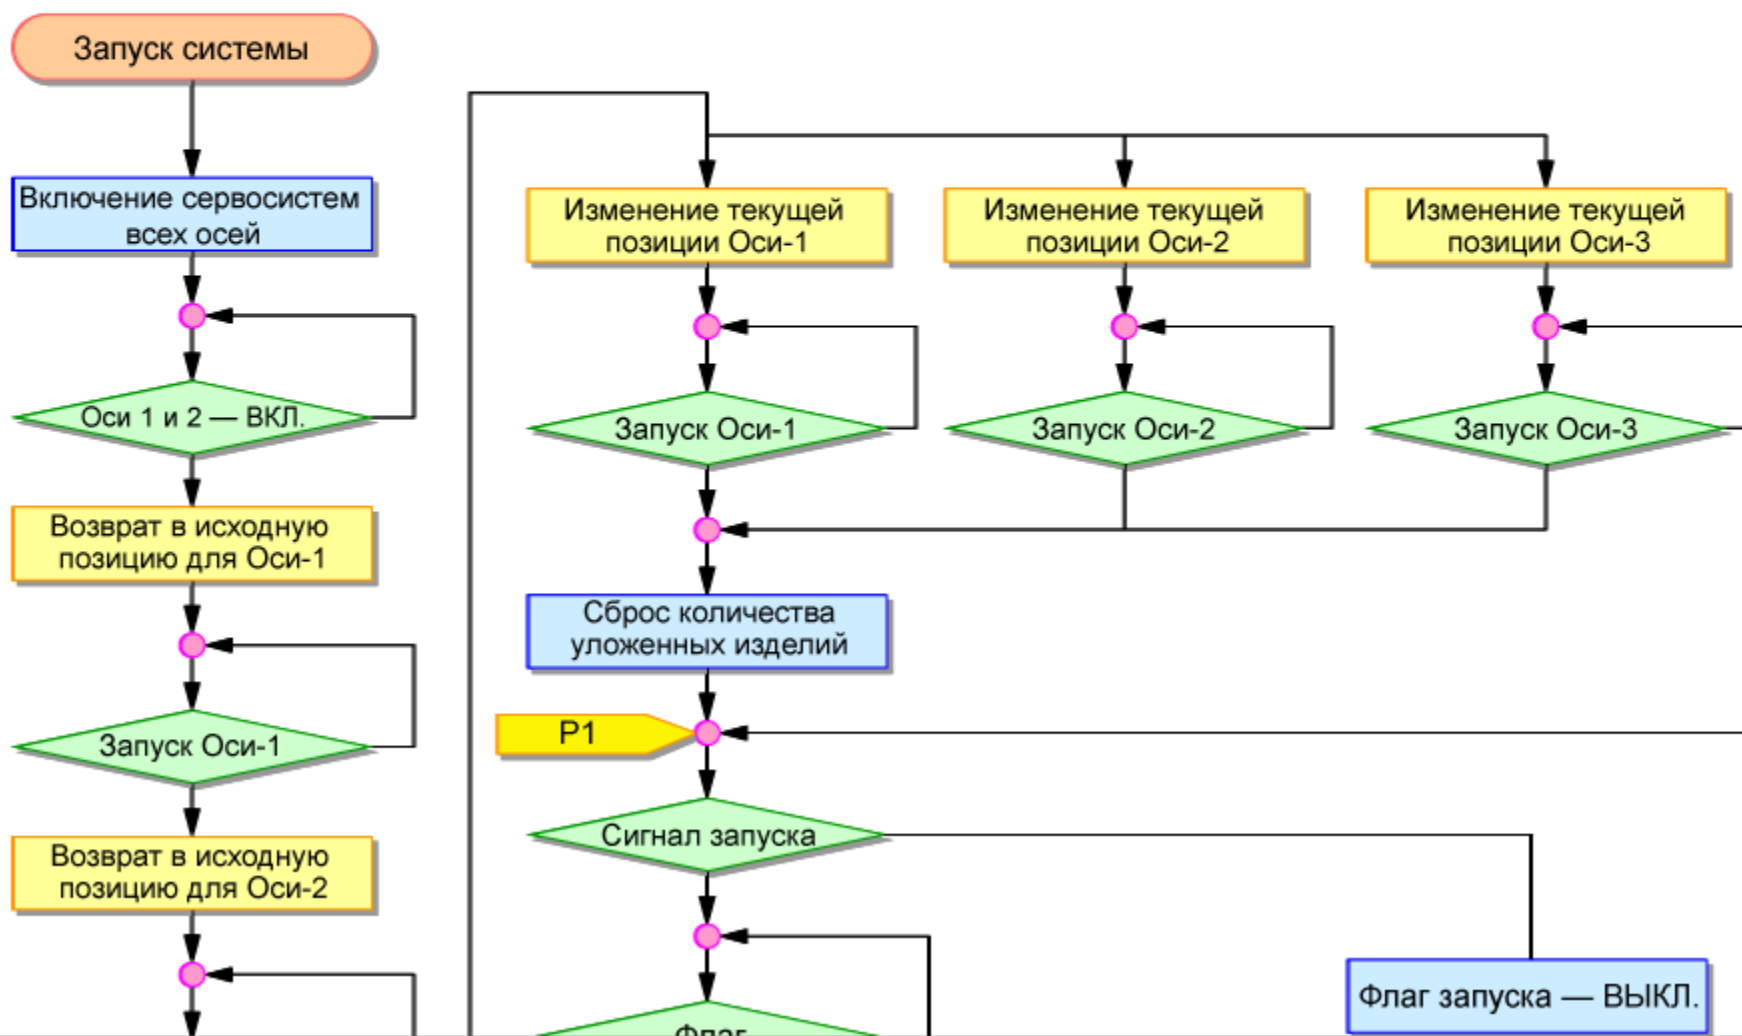 Запуск системы
Включение сервосистем
всех осей
Оси 1 и 2 — ВКЛ.
Возврат в исходную
позицию для Оси-1
Запуск Оси-1
Возврат в исходную
позицию для Оси-2
Изменение текущей
позиции Оси-1
Изменение текущей
позиции Оси-2
Изменение текущей
позиции Оси-3
Запуск Оси-1
Запуск Оси-2
Запуск Оси-3
Сброс количества
уложенных изделий
P1
Сигнал запуска
Флаг запуска — ВЫКЛ.
Флаг